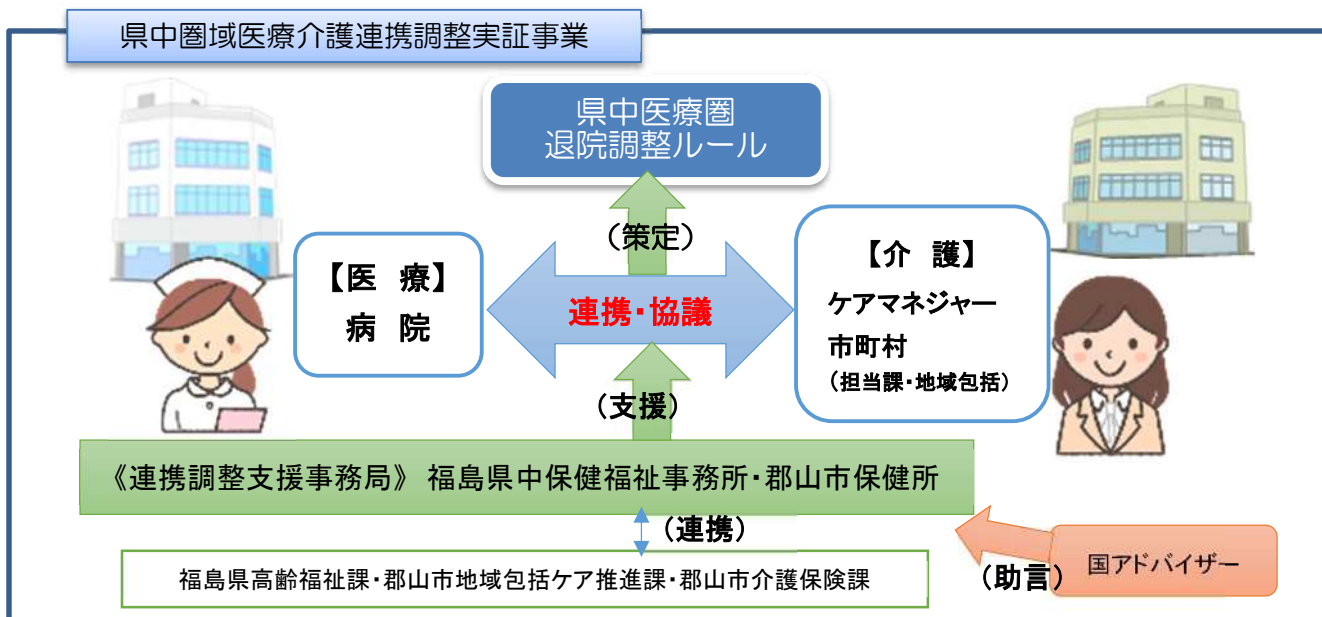 県中圏域医療介護連携調整実証事業
県中医療圏
退院調整ルール
（策定）
【医　療】
病　院
連携・協議
【介　護】
ケアマネジャー
市町村
（担当課・地域包括）
（支援）
《連携調整支援事務局》 福島県中保健福祉事務所・郡山市保健所
（連携）
福島県高齢福祉課・郡山市地域包括ケア推進課・郡山市介護保険課
（助言）
国アドバイザー